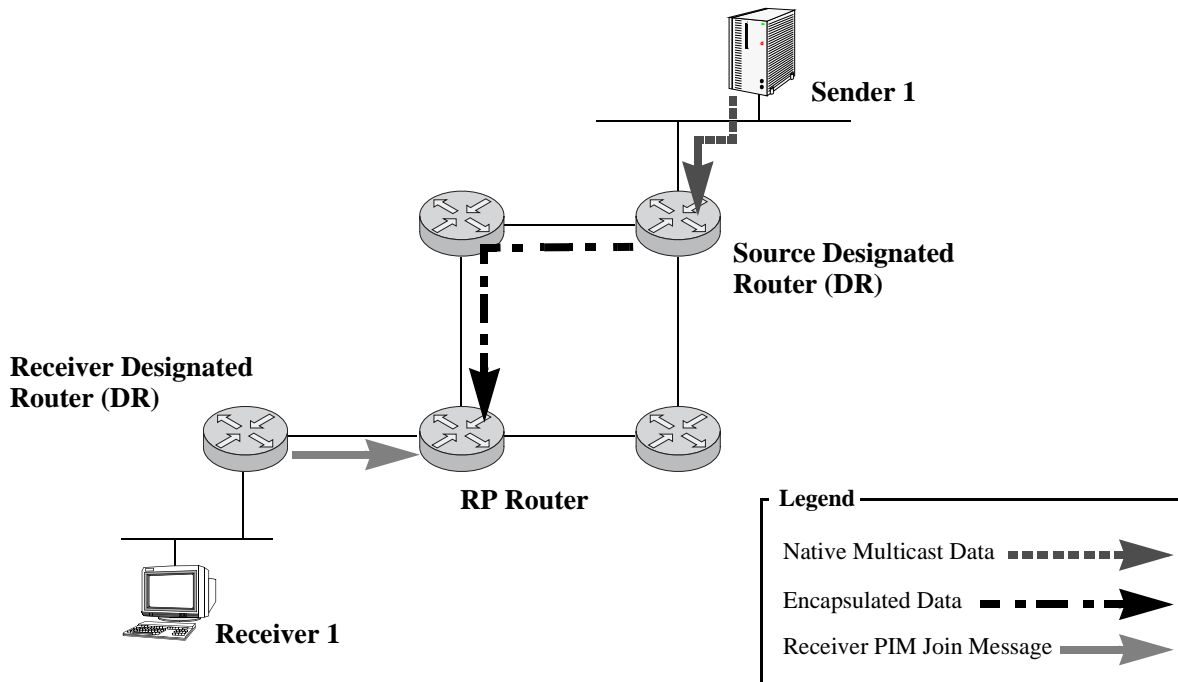 Sender 1
Source Designated
Router (DR)
Receiver Designated
Router (DR)
RP Router
Receiver 1
Legend
Native Multicast Data
Encapsulated Data
Receiver PIM Join Message